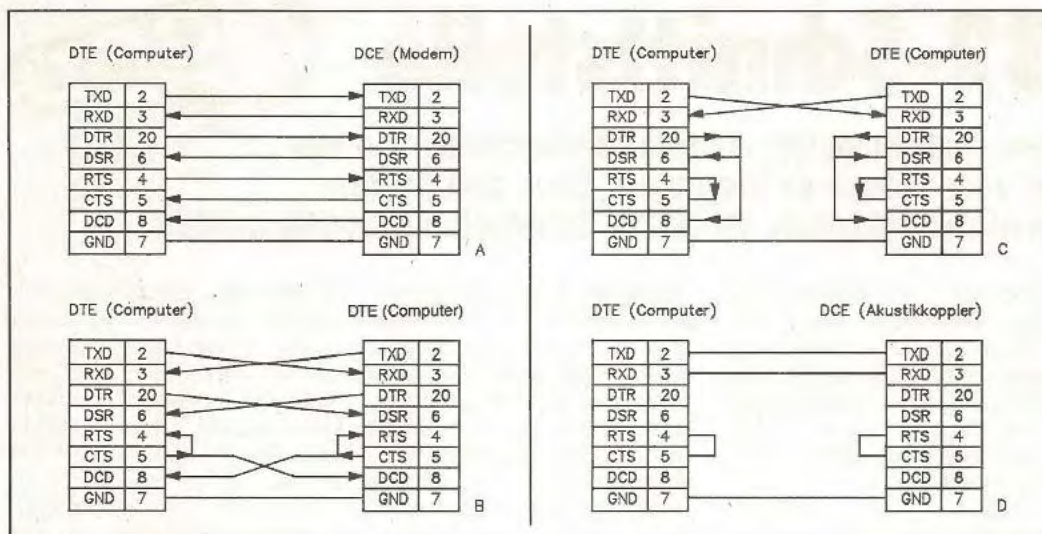 DTE (Computer)
DCE (Modem)
TXD 2
RXD 3
DTR 20
DSR 6
RTS 4
CTS 5
DCD 8
GND 7
TXD 2
RXD 3
DTR 20
DSR 6
RTS 4
CTS 5
DCD 8
GND 7
A
DTE (Computer)
DTE (Computer)
TXD 2
RXD 3
DTR 20
DSR 6
RTS 4
CTS 5
DCD 8
GND 7
TXD 2
RXD 3
DTR 20
DSR 6
RTS 4
CTS 5
DCD 8
GND 7
B
DTE (Computer)
DTE (Computer)
TXD 2
RXD 3
DTR 20
DSR 6
RTS 4
CTS 5
DCD 8
GND 7
TXD 2
RXD 3
DTR 20
DSR 6
RTS 4
CTS 5
DCD 8
GND 7
C
DTE (Computer)
DCE (Akustikkoppler)
TXD 2
RXD 3
DTR 20
DSR 6
RTS 4
CTS 5
DCD 8
GND 7
TXD 2
RXD 3
DTR 20
DSR 6
RTS 4
CTS 5
DCD 8
GND 7
D